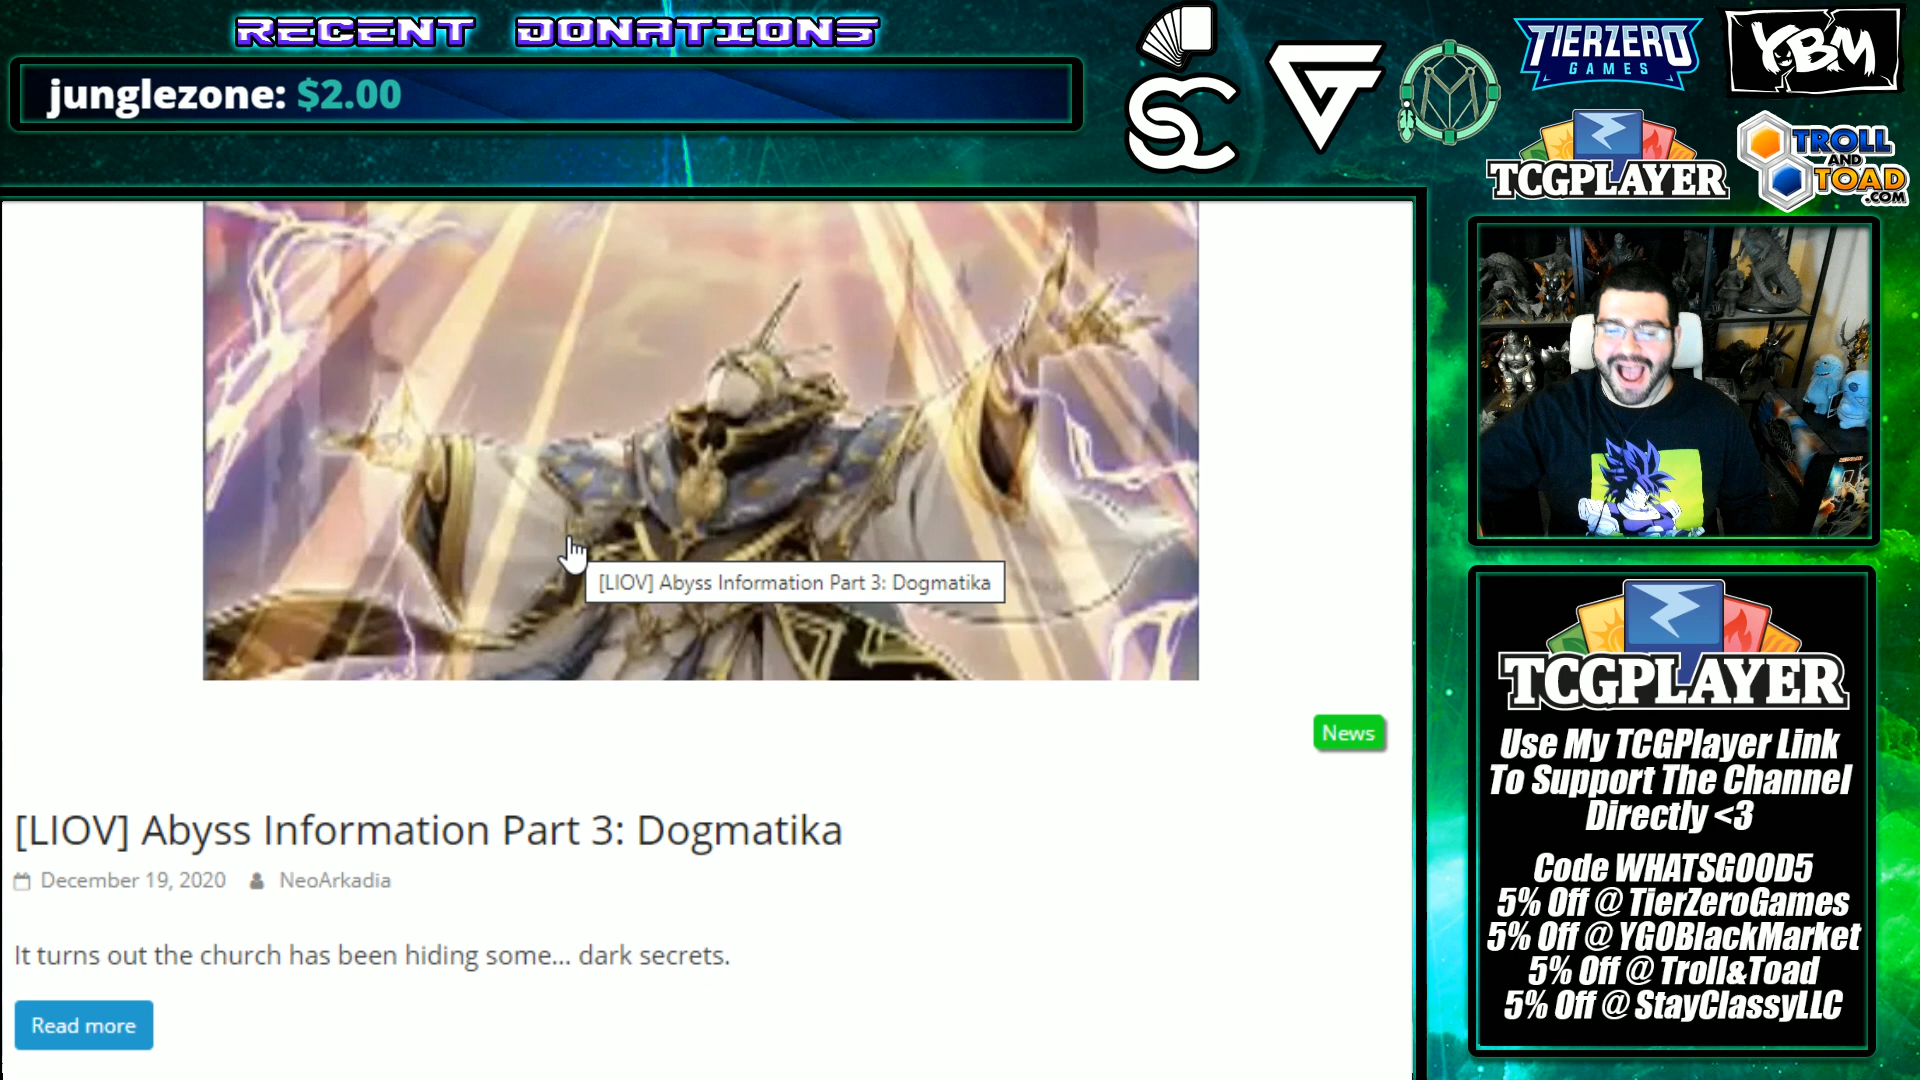 RECENT DONATIONS
junglezone: $2.00
SC
TIERZERO
GAMES
YBM
TCGPLAYER
TROLL
AND
TOAD
.COM
[LIOV] Abyss Information Part 3: Dogmatika
News
[LIOV] Abyss Information Part 3: Dogmatika
December 19, 2020 NeoArkadia
It turns out the church has been hiding some... dark secrets.
Read more
TCGPLAYER
Use My TCGPlayer Link
To Support The Channel
Directly <3
Code WHATSGOOD5
5% Off @ TierZeroGames
5% Off @ YGOBlackMarket
5% Off @ Troll&Toad
5% Off @ StayClassyLLC